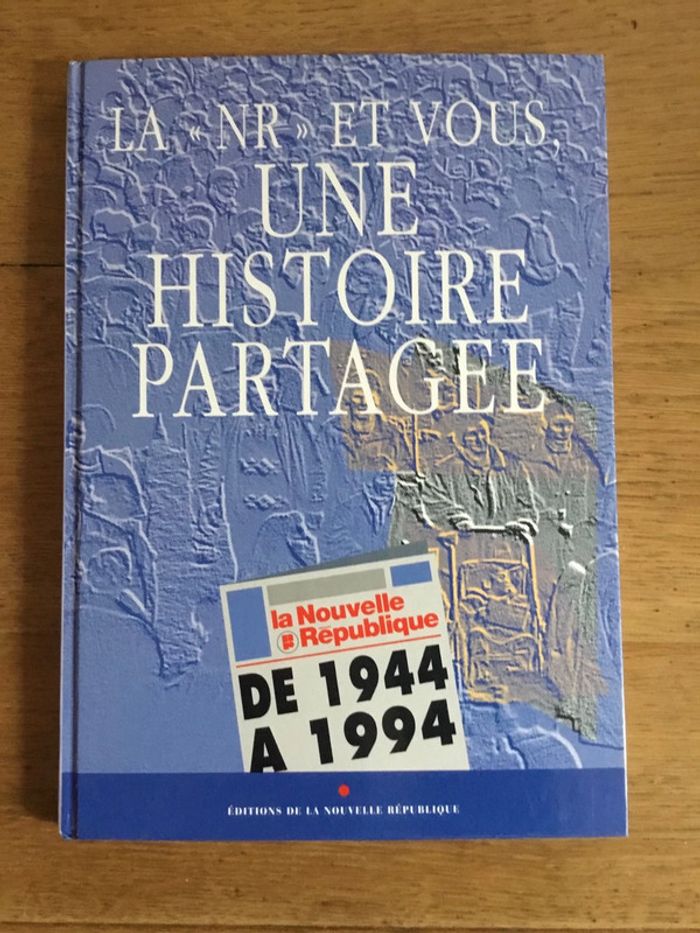 LA « NR » ET VOUS,
UNE
HISTOIRE
PARTAGEE
la Nouvelle
République
DE 1944
A 1994
ÉDITIONS DE LA NOUVELLE RÉPUBLIQUE